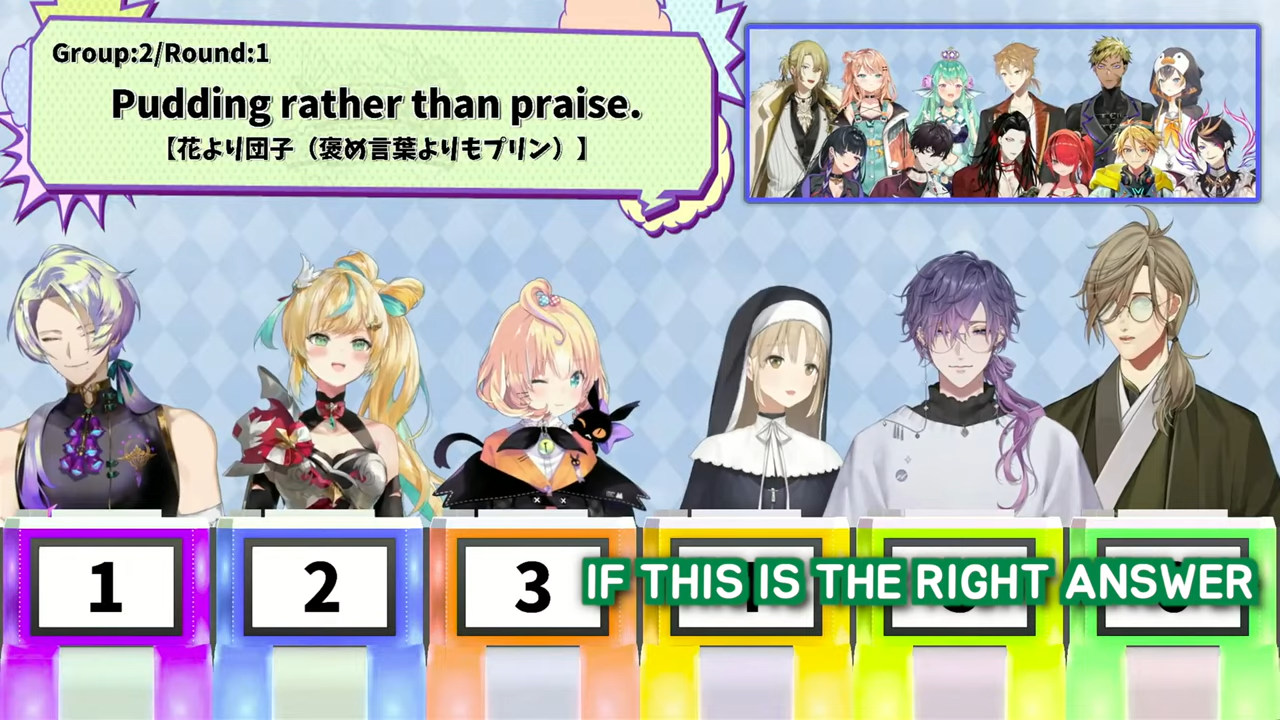 Group:2/Round:1
Pudding rather than praise.
【花より団子（褒め言葉よりもプリン）】
1
2
3
IF THIS IS THE RIGHT ANSWER